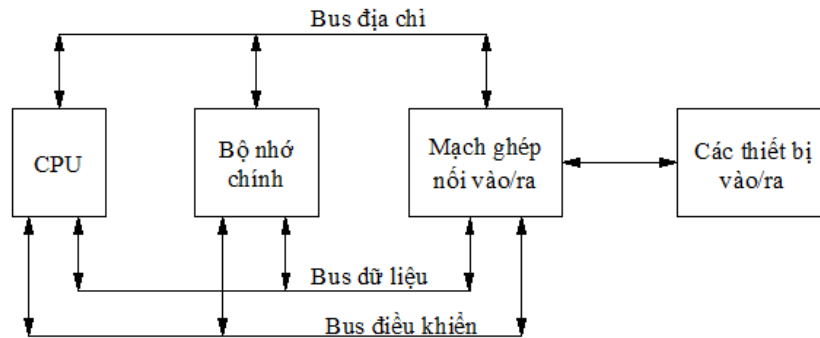 Bus địa chỉ
CPU
Bộ nhớ
chính
Mạch ghép
nối vào/ra
Các thiết bị
vào/ra
Bus dữ liệu
Bus điều khiển